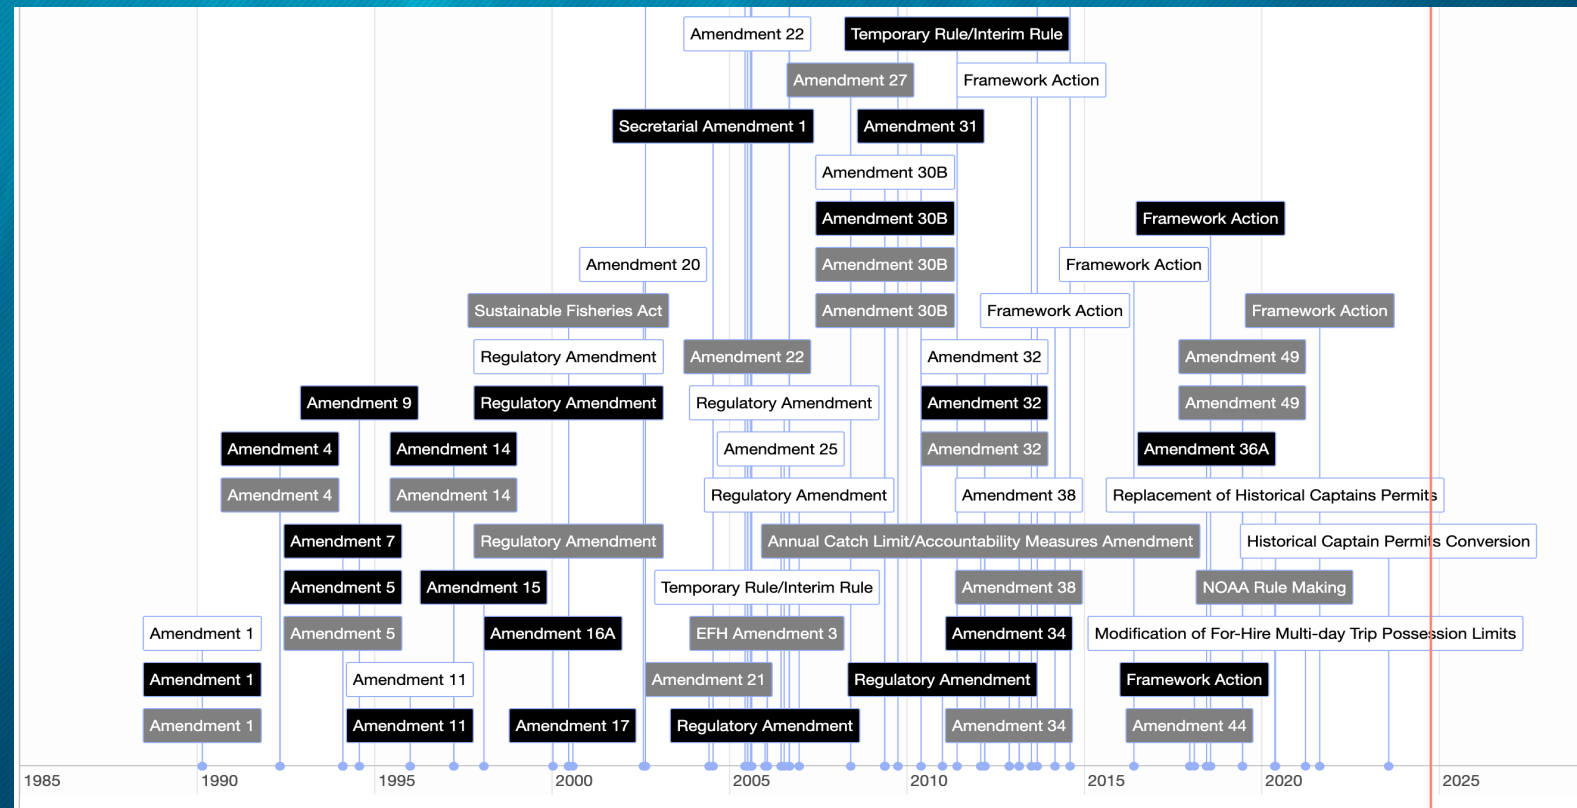 Amendment 22 Temporary Rule/Interim Rule
Amendment 27 Framework Action
Secretarial Amendment 1 Amendment 31
Amendment 30B
Amendment 30B Framework Action
Amendment 20 Amendment 30B Framework Action
Sustainable Fisheries Act Amendment 30B Framework Action Framework Action
Regulatory Amendment Amendment 22 Amendment 32 Amendment 49
Amendment 9 Regulatory Amendment Regulatory Amendment Amendment 32 Amendment 49
Amendment 4 Amendment 14 Amendment 25 Amendment 32 Amendment 36A
Amendment 4 Amendment 14 Regulatory Amendment Amendment 38 Replacement of Historical Captains Permits
Amendment 7 Regulatory Amendment Annual Catch Limit/Accountability Measures Amendment Historical Captain Permits Conversion
Amendment 5 Amendment 15 Temporary Rule/Interim Rule Amendment 38 NOAA Rule Making
Amendment 1 Amendment 5 Amendment 16A EFH Amendment 3 Amendment 34 Modification of For-Hire Multi-day Trip Possession Limits
Amendment 1 Amendment 11 Amendment 21 Regulatory Amendment Framework Action
Amendment 1 Amendment 11 Amendment 17 Regulatory Amendment Amendment 34 Amendment 44
1985 1990 1995 2000 2005 2010 2015 2020 2025